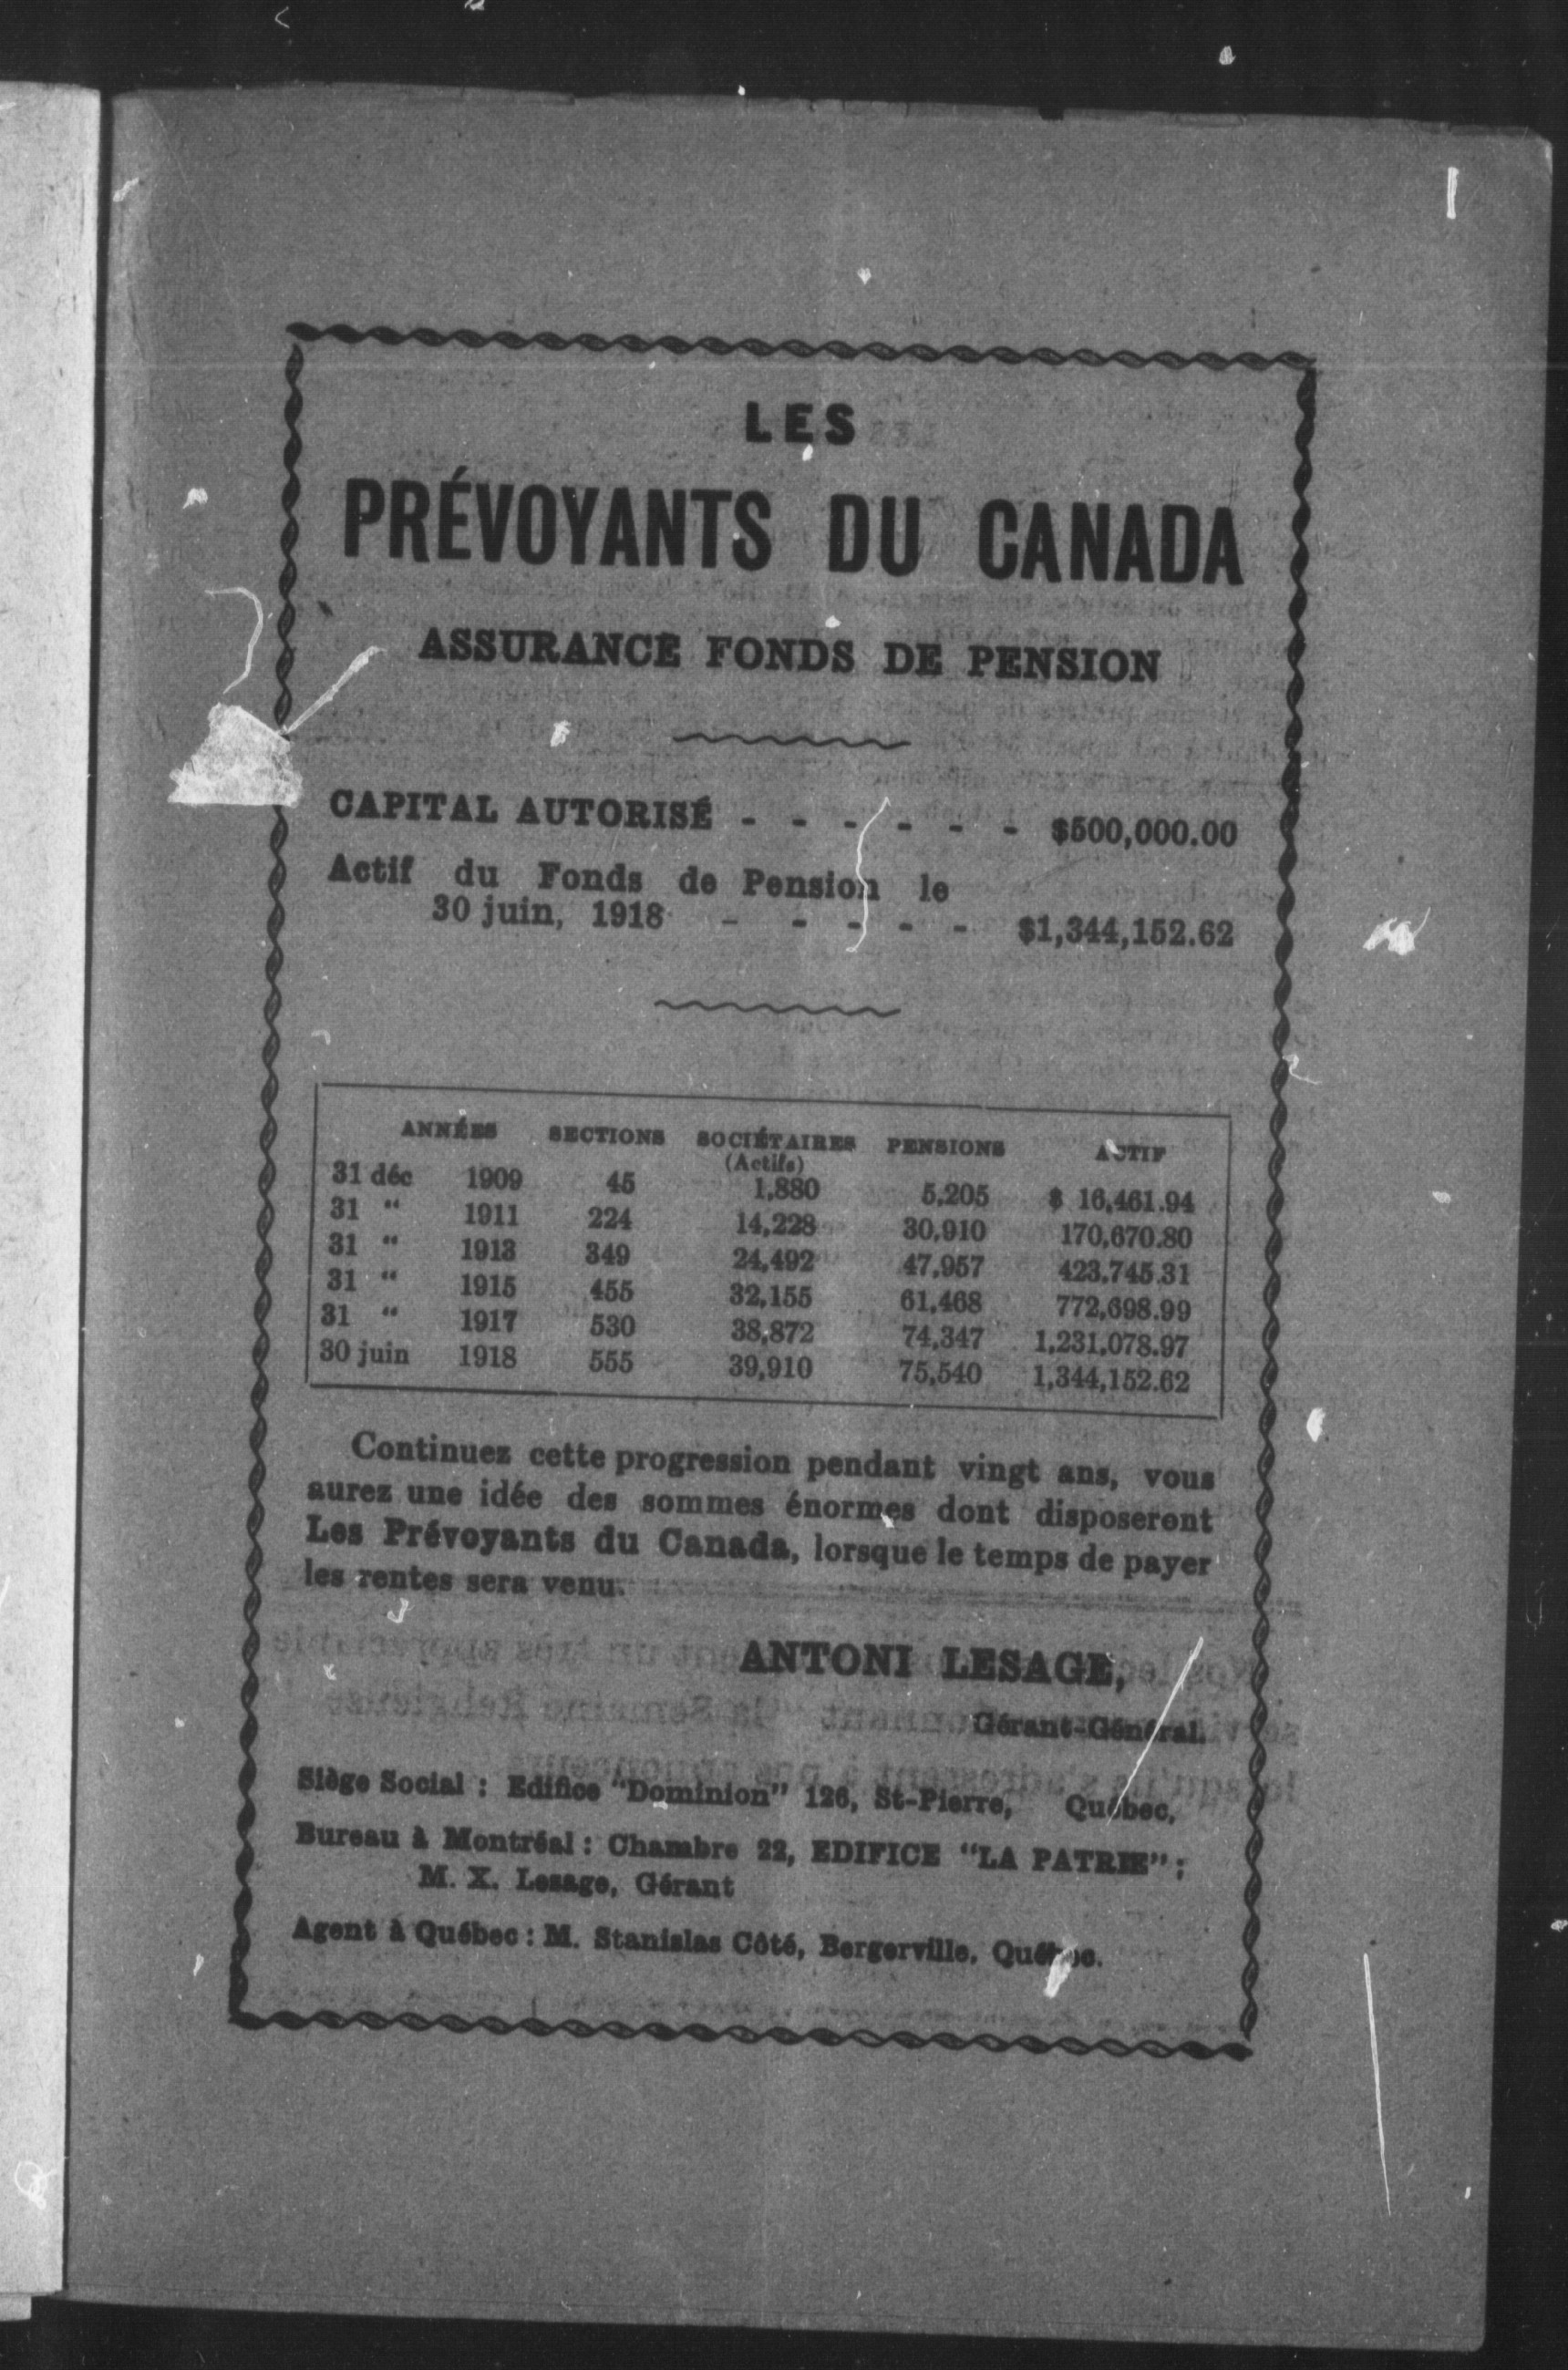 LES
PRÉVOYANTS DU CANADA
ASSURANCE FONDS DE PENSION
CAPITAL AUTORISÉ - - - - - - $500,000.00
Actif du Fonds de Pension le
30 juin, 1918 - - - - - $1,344,152.62
ANNÉES SECTIONS SOCIÉTAIRES PENSIONS ACTIF
(Actifs)
31 déc 1909 45 1,880 5,205 $ 16,461.94
31 “ 1911 224 14,228 30,910 170,670.80
31 “ 1913 349 24,492 47,957 423,745.31
31 “ 1915 455 32,155 61,468 772,698.99
31 “ 1917 530 38,872 74,347 1,231,078.97
30 juin 1918 555 39,910 75,540 1,344,152.62
Continuez cette progression pendant vingt ans, vous
aurez une idée des sommes énormes dont disposeront
Les Prévoyants du Canada, lorsque le temps de payer
les rentes sera venu.
ANTONI LESAGE,
Gérant-Général.
Siège Social : Edifice “Dominion” 126, St-Pierre, Québec,
Bureau à Montréal : Chambre 22, EDIFICE “LA PATRIE” ;
M. X. Lesage, Gérant
Agent à Québec : M. Stanislas Côté, Bergerville, Québec.